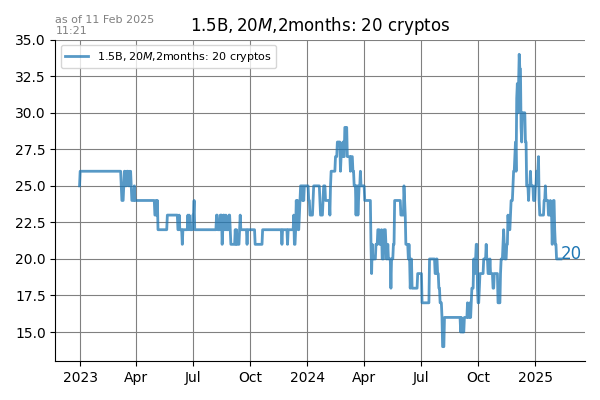 as of 11 Feb 2025
11:21
1.5B, 20M,2months: 20 cryptos
1.5B, 20M,2months: 20 cryptos
35.0
32.5
30.0
27.5
25.0
22.5
20.0
17.5
15.0
20
2023 Apr Jul Oct 2024 Apr Jul Oct 2025